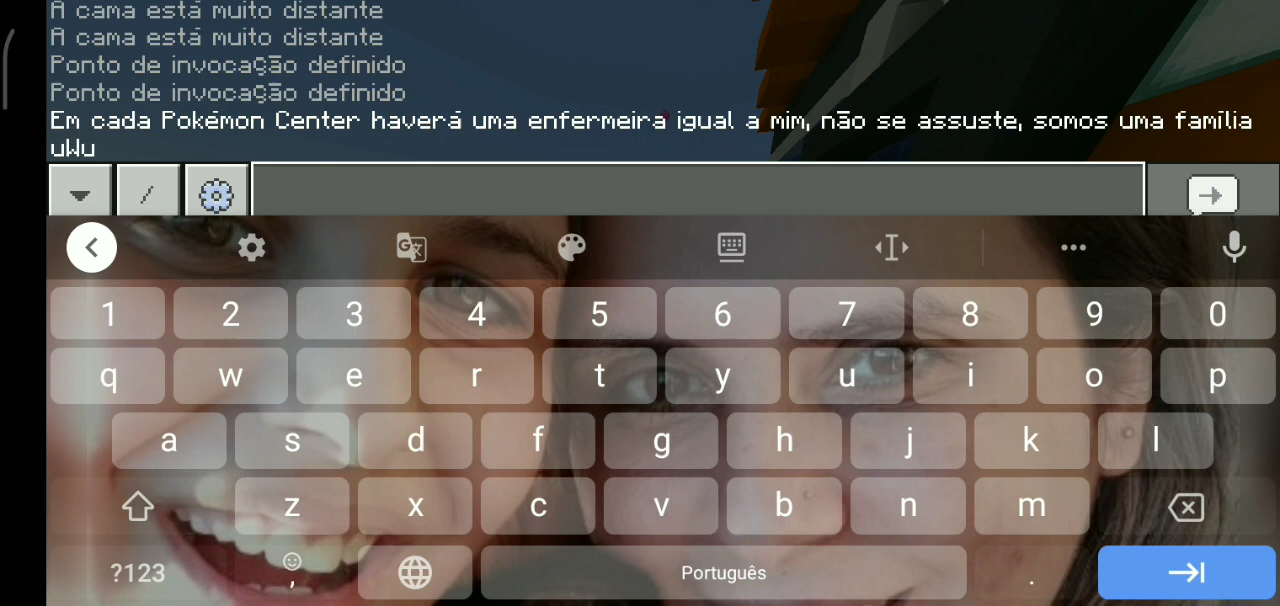 A cama está muito distante
A cama está muito distante
Ponto de invocação definido
Ponto de invocação definido
Em cada Pokémon Center haverá uma enfermeira igual a mim, não se assuste, somos uma família
uWu
/
1 2 3 4 5 6 7 8 9 0
q w e r t y u i o p
a s d f g h j k l
z x c v b n m
?123 , Português .